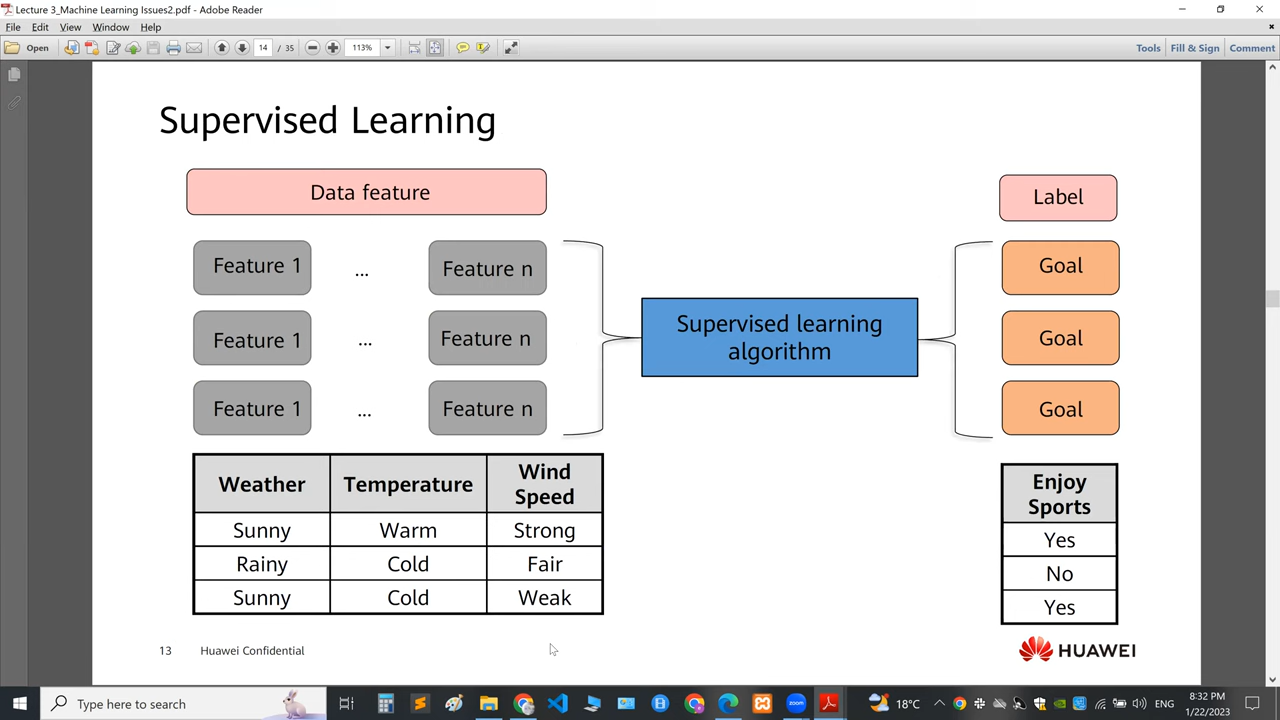 Lecture 3_Machine Learning Issues2.pdf - Adobe Reader
File Edit View Window Help
Open 14 / 35 113% Tools Fill & Sign Comment
Supervised Learning
Data feature Label
Feature 1 ... Feature n Goal
Supervised learning
algorithm
Feature 1 ... Feature n Goal
Feature 1 ... Feature n Goal
Weather Temperature Wind Speed Enjoy Sports
Sunny Warm Strong Yes
Rainy Cold Fair No
Sunny Cold Weak Yes
13 Huawei Confidential HUAWEI
Type here to search 18°C ENG 8:32 PM
1/22/2023